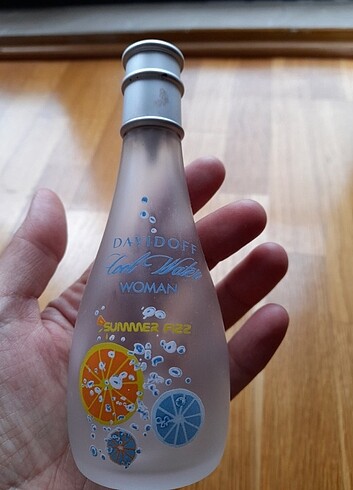 DAVIDOFF
Cool Water
WOMAN
SUMMER FIZZ